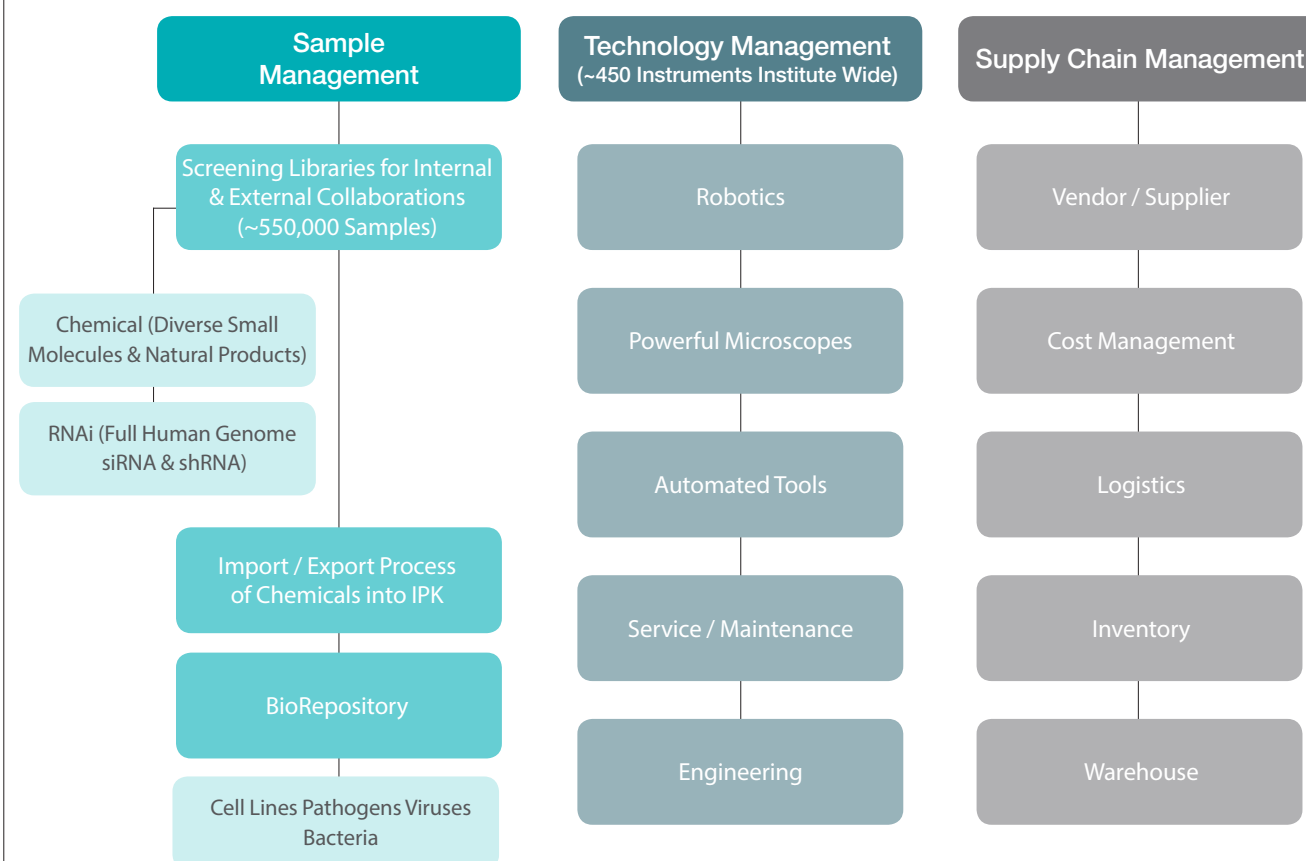 Sample
Management
Screening Libraries for Internal
& External Collaborations
(~550,000 Samples)
Chemical (Diverse Small
Molecules & Natural Products)
RNAi (Full Human Genome
siRNA & shRNA)
Import / Export Process
of Chemicals into IPK
BioRepository
Cell Lines Pathogens Viruses
Bacteria
Technology Management
(~450 Instruments Institute Wide)
Robotics
Powerful Microscopes
Automated Tools
Service / Maintenance
Engineering
Supply Chain Management
Vendor / Supplier
Cost Management
Logistics
Inventory
Warehouse